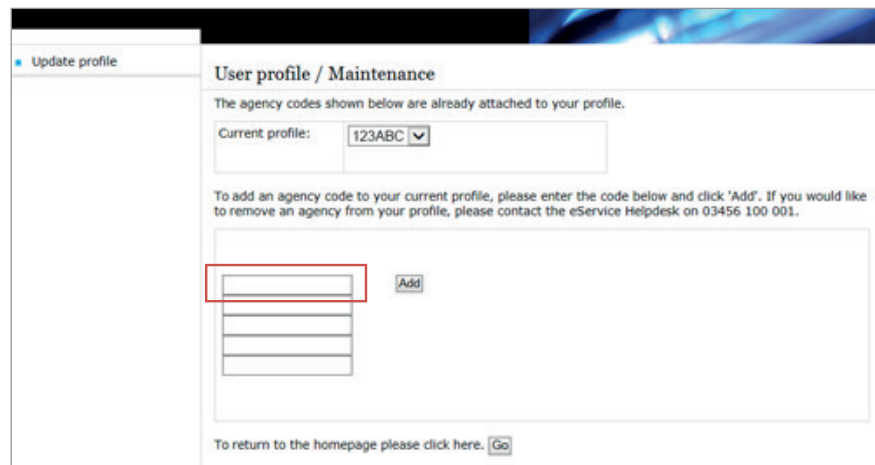 Update profile
User profile / Maintenance
The agency codes shown below are already attached to your profile.
Current profile:
123ABC
To add an agency code to your current profile, please enter the code below and click 'Add'. If you would like
to remove an agency from your profile, please contact the eService Helpdesk on 03456 100 001.
Add
To return to the homepage please click here. Go